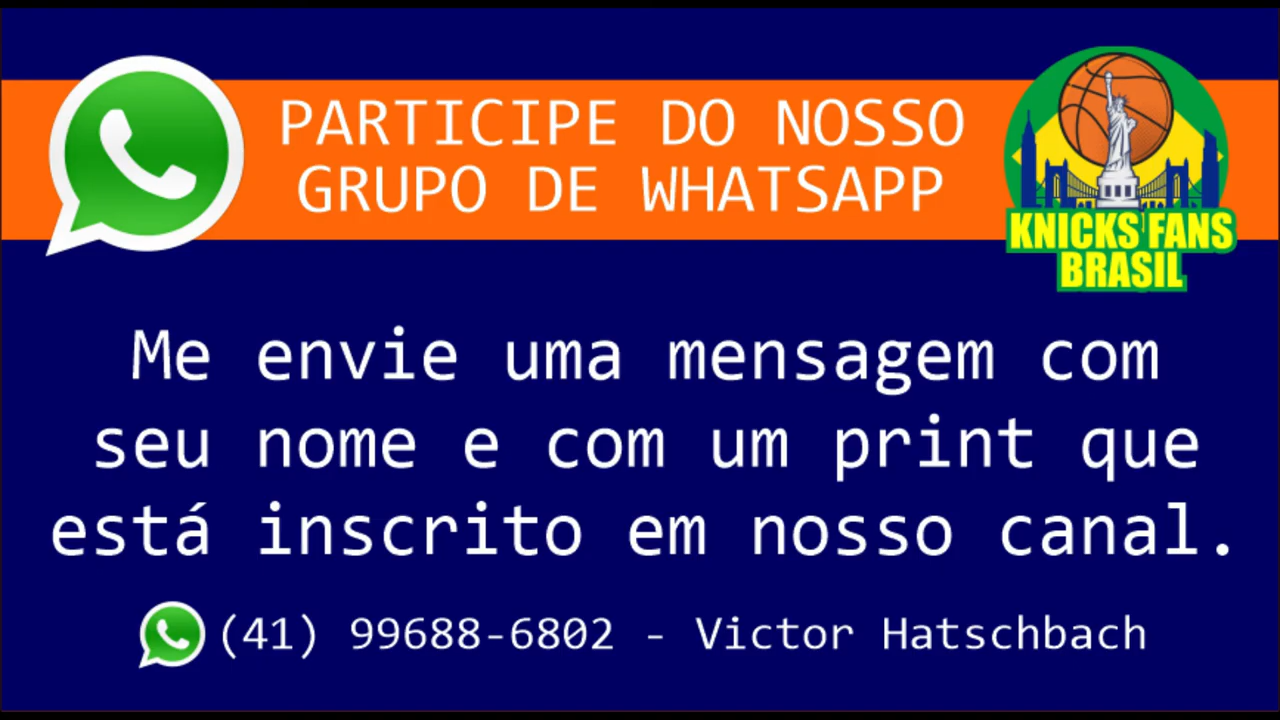 PARTICIPE DO NOSSO
GRUPO DE WHATSAPP
KNICKS FANS
BRASIL
Me envie uma mensagem com
seu nome e com um print que
está inscrito em nosso canal.
(41) 99688-6802 - Victor Hatschbach